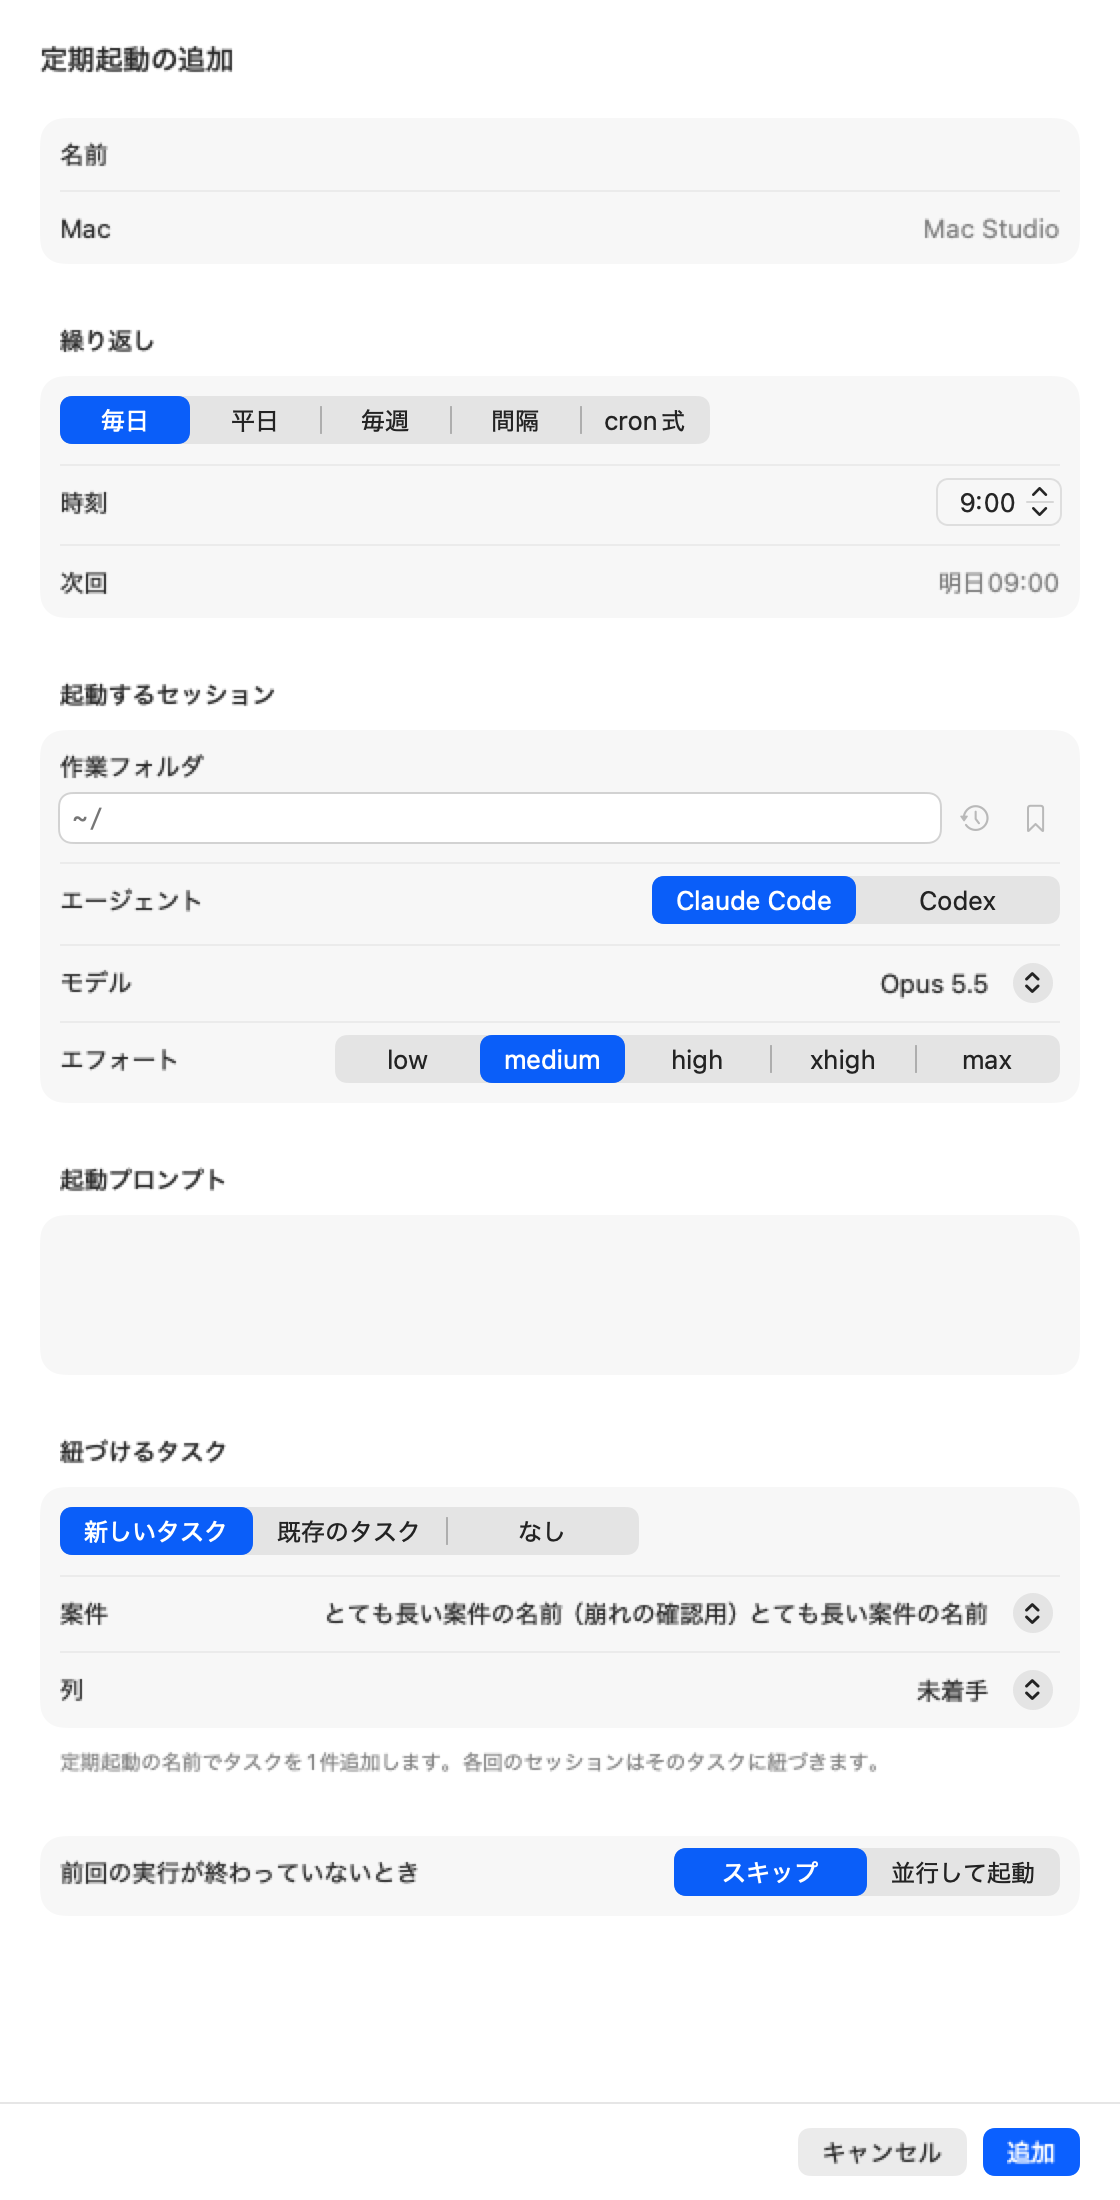 定期起動の追加
名前
Mac Mac Studio
繰り返し
毎日 平日 毎週 間隔 cron 式
時刻 9:00
次回 明日09:00
起動するセッション
作業フォルダ
~/
エージェント Claude Code Codex
モデル Opus 5.5
エフォート low medium high xhigh max
起動プロンプト
紐づけるタスク
新しいタスク 既存のタスク なし
案件 とても長い案件の名前（崩れの確認用）とても長い案件の名前
列 未着手
定期起動の名前でタスクを1件追加します。各回のセッションはそのタスクに紐づきます。
前回の実行が終わっていないとき スキップ 並行して起動
キャンセル 追加